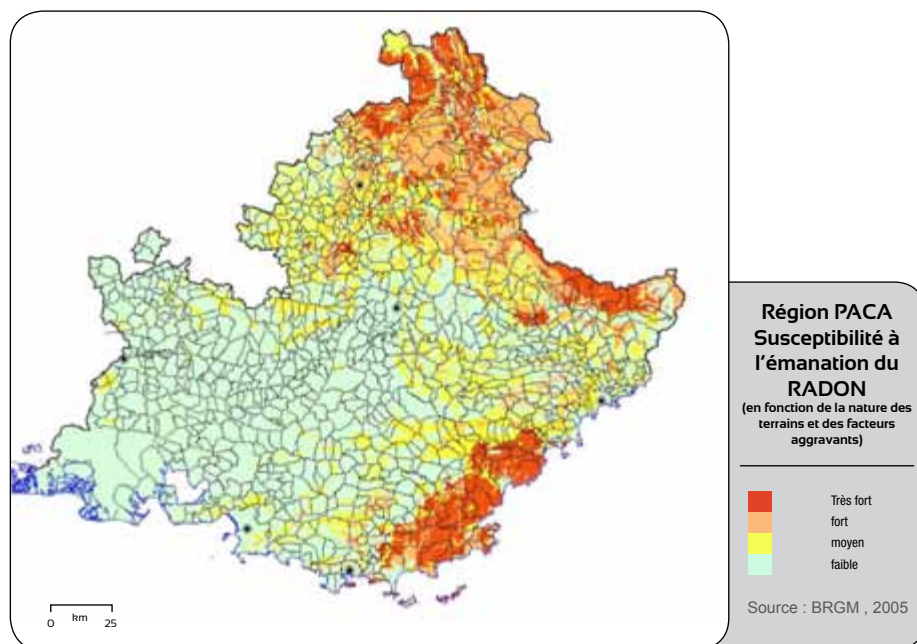 Région PACA
Susceptibilité à
l'émanation du
RADON
(en fonction de la nature des
terrains et des facteurs
aggravants)
Très fort
fort
moyen
faible
Source : BRGM , 2005
km
0 25